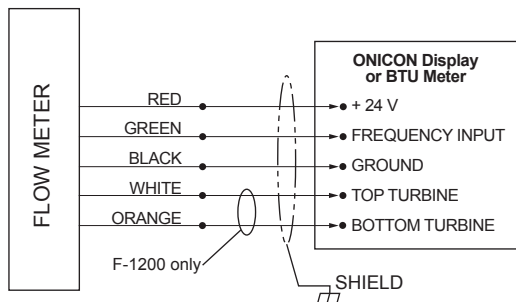 FLOW METER
ONICON Display
or BTU Meter
RED
+ 24 V
GREEN
FREQUENCY INPUT
BLACK
GROUND
WHITE
TOP TURBINE
ORANGE
BOTTOM TURBINE
F-1200 only
SHIELD